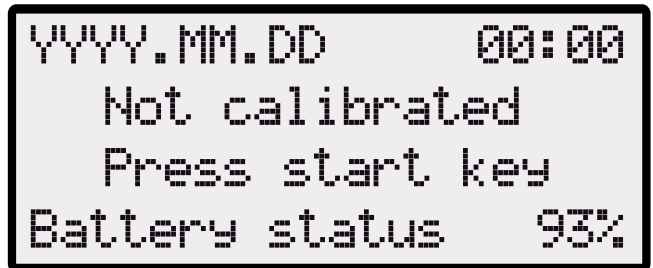 YYYY.MM.DD 00:00
Not calibrated
Press start key
Battery status 93%